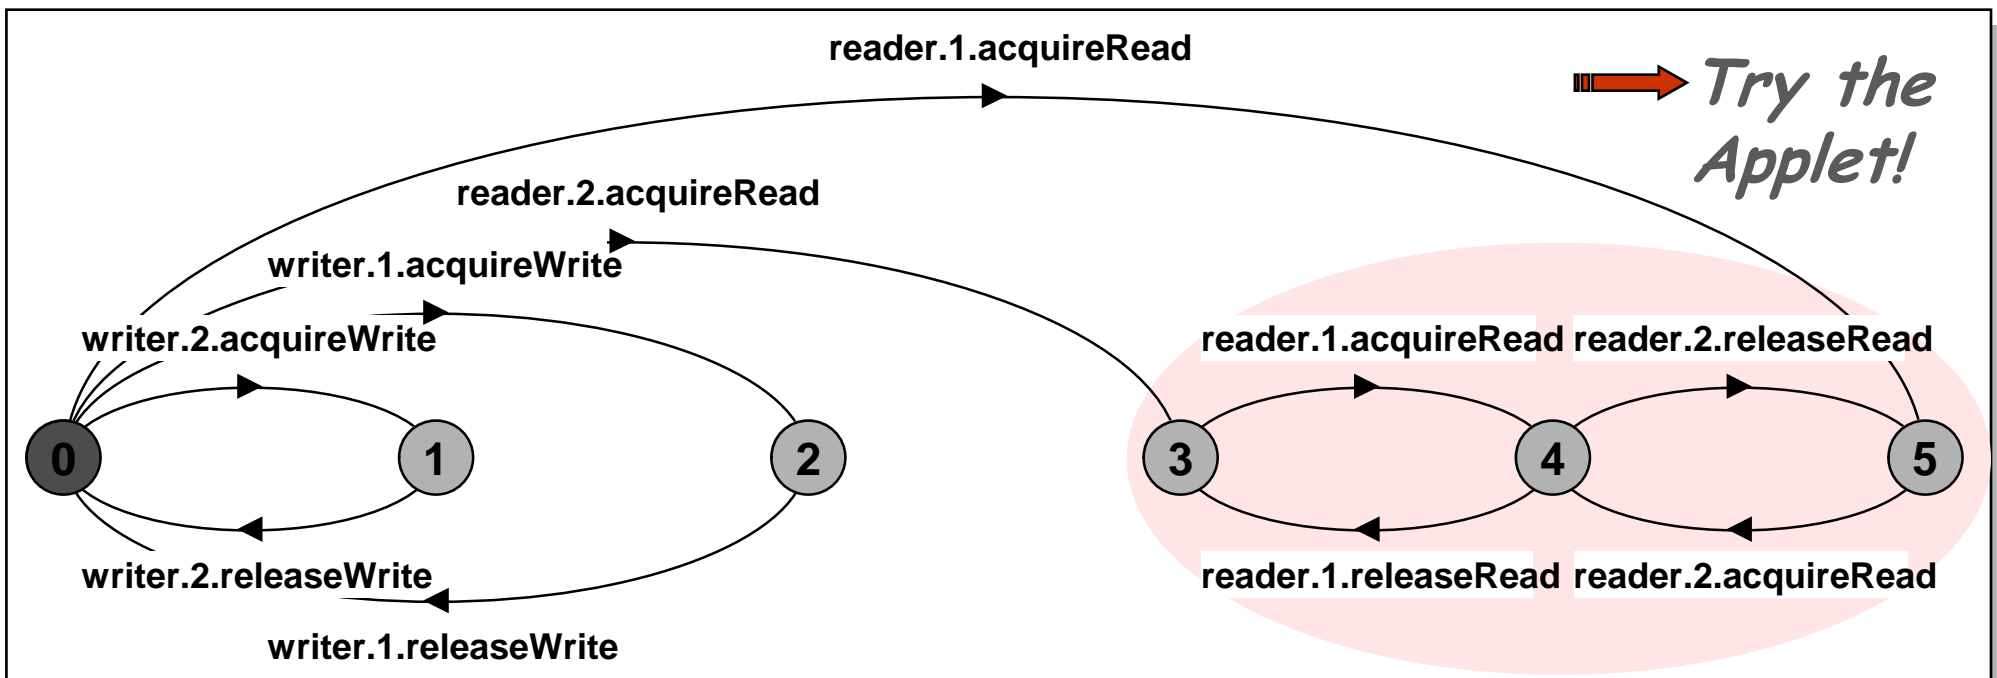 reader.1.acquireRead
Try the
Applet!
reader.2.acquireRead
writer.1.acquireWrite
writer.2.acquireWrite
reader.1.acquireRead reader.2.releaseRead
0 1 2 3 4 5
writer.2.releaseWrite
reader.1.releaseRead reader.2.acquireRead
writer.1.releaseWrite